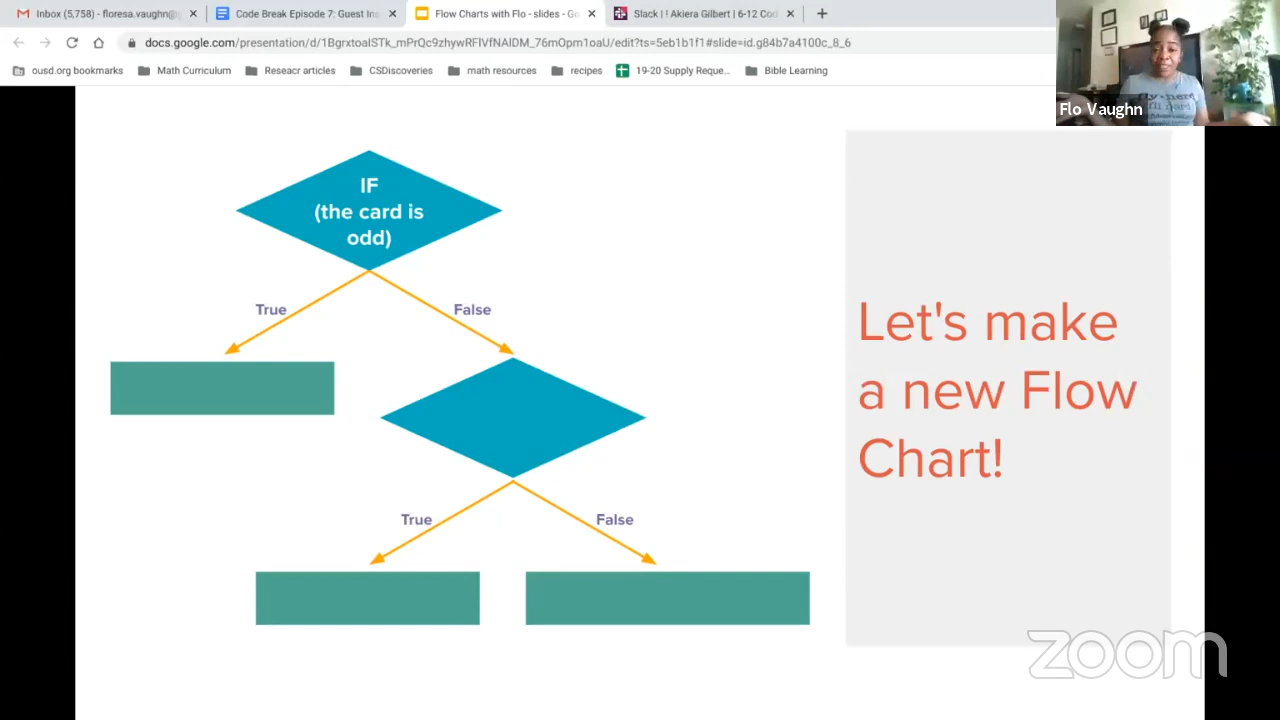 Inbox (5,758) - floresa.vaughn@
Code Break Episode 7: Guest Ins
Flow Charts with Flo - slides - Go
Slack | ! Akiera Gilbert | 6-12 Cod
docs.google.com/presentation/d/1BgrxtoalSTk_mPrQc9zhywRFlVfNAlDM_76mOpm1oaU/edit?ts=5eb1b1f1#slide=id.g84b7a4100c_8_6
ousd.org bookmarks
Math Curriculum
Reseacr articles
CSDiscoveries
math resources
recipes
19-20 Supply Reque...
Bible Learning
Flo Vaughn
IF
(the card is
odd)
True
False
True
False
Let's make
a new Flow
Chart!
zoom